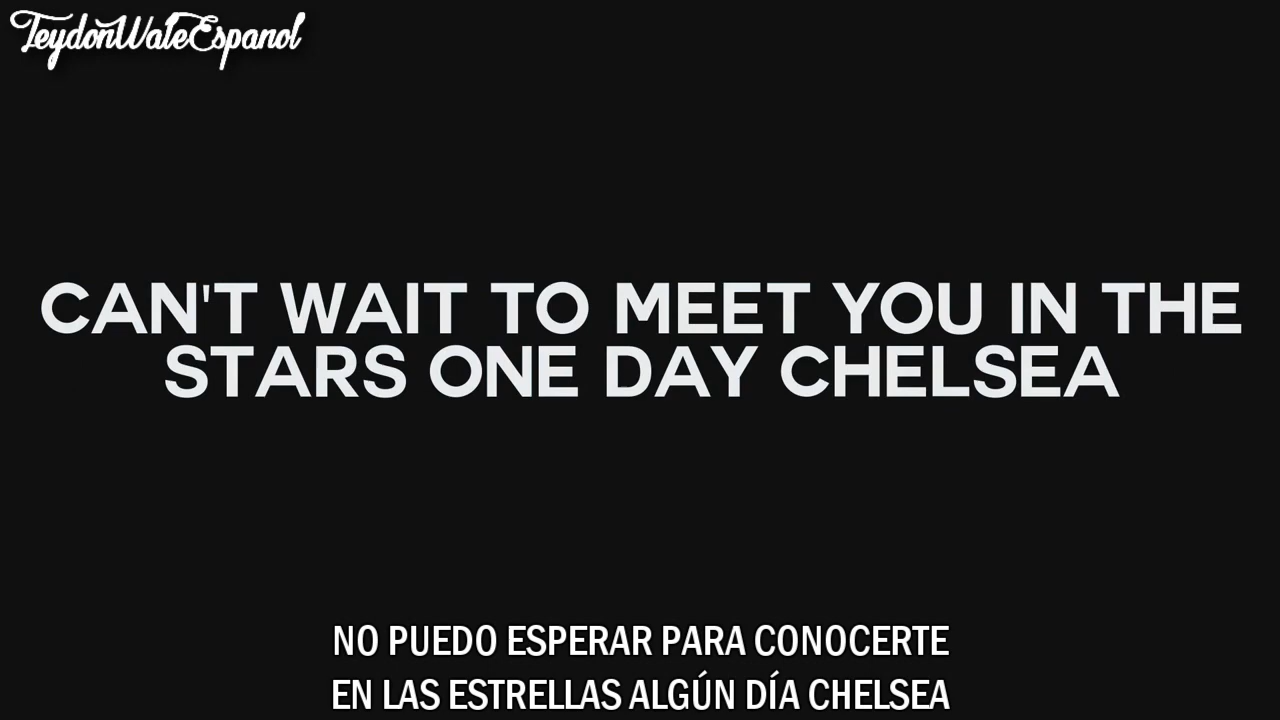 TeydonWaleEspanol
CAN'T WAIT TO MEET YOU IN THE
STARS ONE DAY CHELSEA
NO PUEDO ESPERAR PARA CONOCERTE
EN LAS ESTRELLAS ALGÚN DÍA CHELSEA